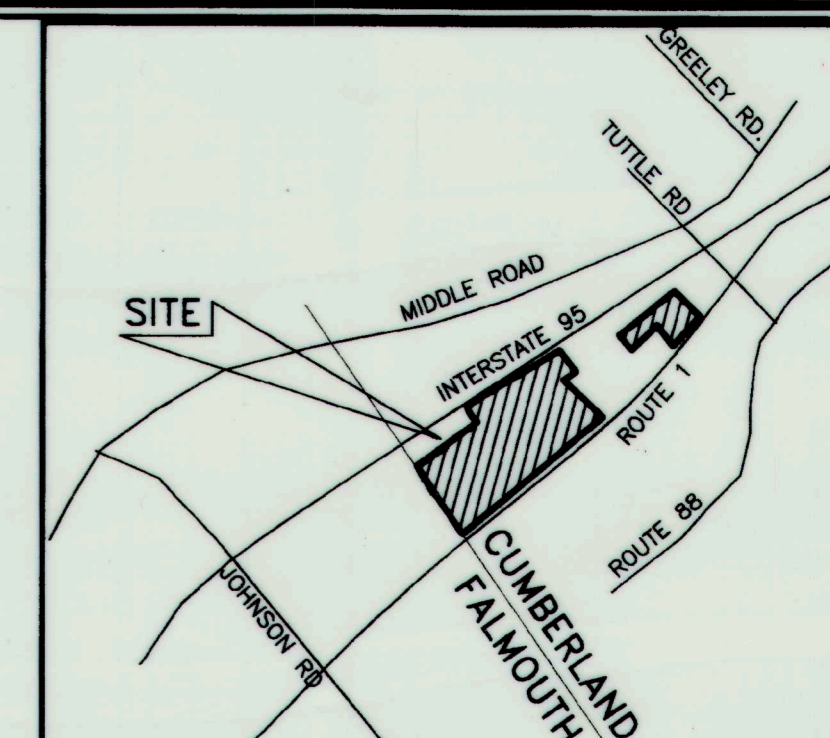 GREELEY RD.
TUTTLE RD
MIDDLE ROAD
SITE
INTERSTATE 95
ROUTE 1
ROUTE 88
CUMBERLAND
FALMOUTH
JOHNSON RD